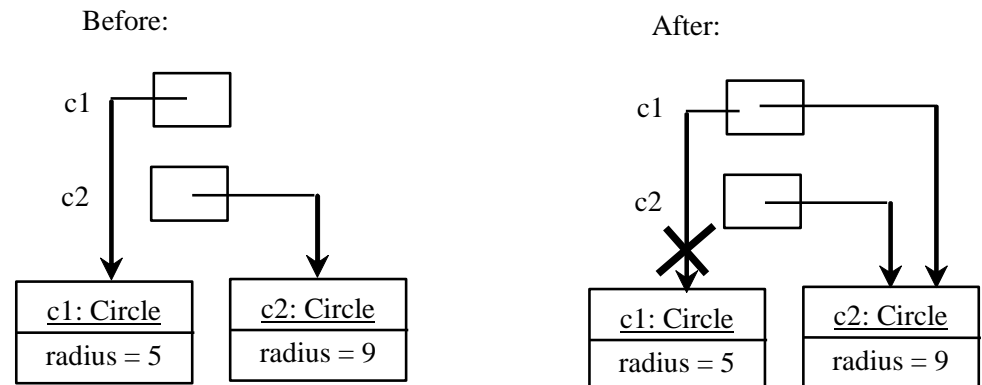 Before:
c1
c2
c1: Circle
radius = 5
c2: Circle
radius = 9
After:
c1
c2
c1: Circle
radius = 5
c2: Circle
radius = 9